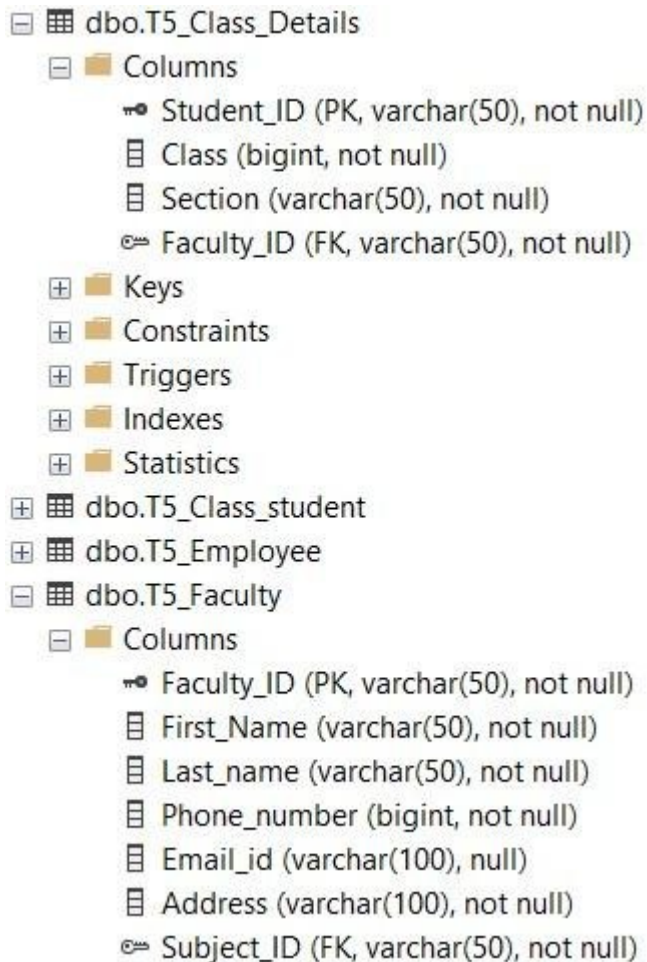 dbo.T5_Class_Details
Columns
Student_ID (PK, varchar(50), not null)
Class (bigint, not null)
Section (varchar(50), not null)
Faculty_ID (FK, varchar(50), not null)
Keys
Constraints
Triggers
Indexes
Statistics
dbo.T5_Class_student
dbo.T5_Employee
dbo.T5_Faculty
Columns
Faculty_ID (PK, varchar(50), not null)
First_Name (varchar(50), not null)
Last_name (varchar(50), not null)
Phone_number (bigint, not null)
Email_id (varchar(100), null)
Address (varchar(100), not null)
Subject_ID (FK, varchar(50), not null)